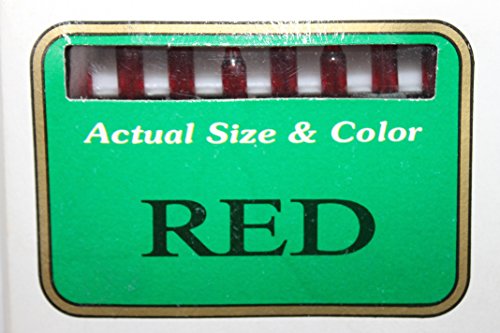 Actual Size & Color
RED